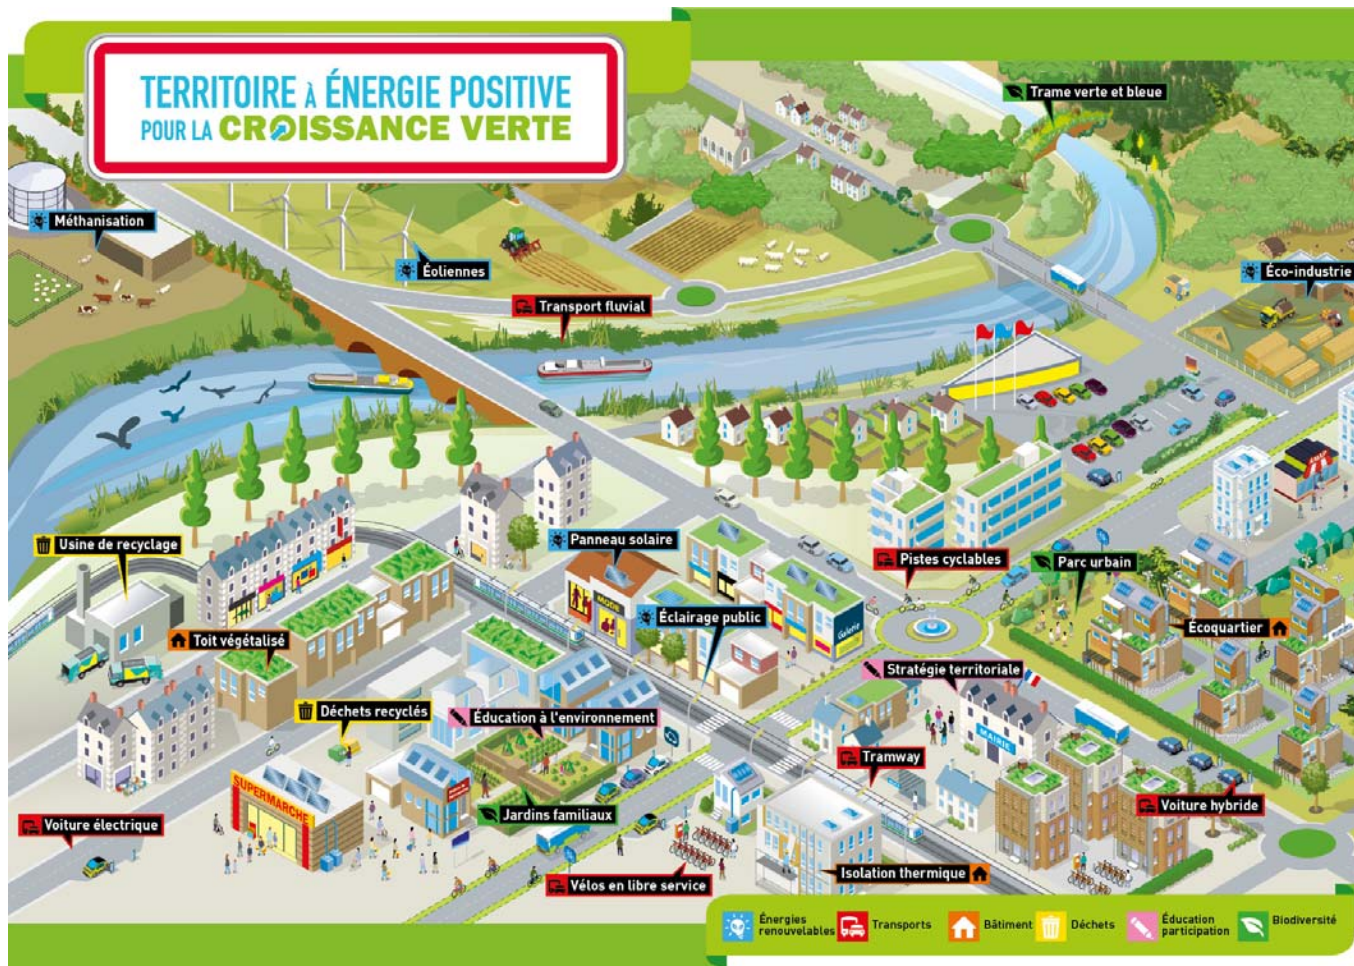 TERRITOIRE À ÉNERGIE POSITIVE
POUR LA CROISSANCE VERTE
Trame verte et bleue
Méthanisation
Éoliennes
Éco-industrie
Transport fluvial
Usine de recyclage
Panneau solaire
Pistes cyclables
Parc urbain
MODE
Éclairage public
Galerie
Toit végétalisé
Écoquartier
Stratégie territoriale
Déchets recyclés
Éducation à l'environnement
MAIRIE
Tramway
SUPERMARCHE
Jardins familiaux
Voiture hybride
Voiture électrique
Isolation thermique
Vélos en libre service
Énergies
renouvelables
Transports
Bâtiment
Déchets
Éducation
participation
Biodiversité